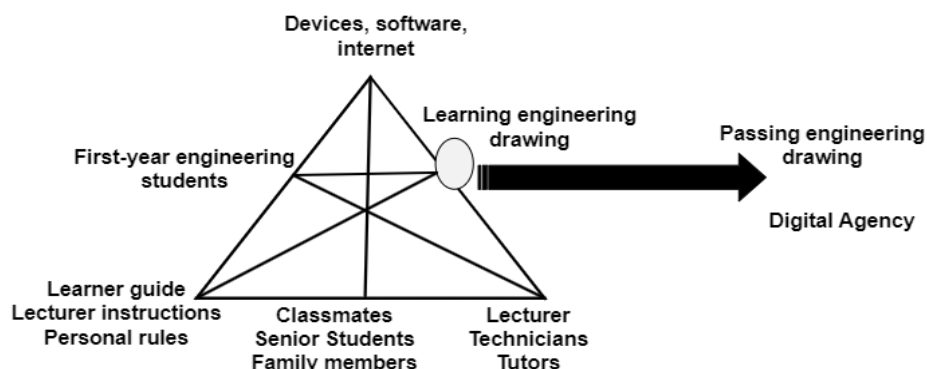 Devices, software,
internet
Learning engineering
drawing
Passing engineering
drawing
First-year engineering
students
Digital Agency
Learner guide
Lecturer instructions
Personal rules
Classmates
Senior Students
Family members
Lecturer
Technicians
Tutors